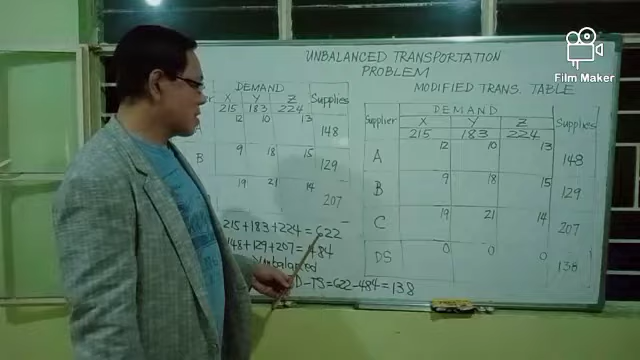 UNBALANCED TRANSPORTATION
PROBLEM
Film Maker
DEMAND
X Y Z Supplies
215 183 224
12 10 13
148
B 9 18 15
129
19 21 14
207
215+183+224=622
148+129+207=484
Unbalanced
D-TS=622-484=138
MODIFIED TRANS. TABLE
Supplier DEMAND Supplies
X Y Z
215 183 224
A 12 10 13
148
B 9 18 15
129
C 19 21 14
207
DS 0 0 0
138